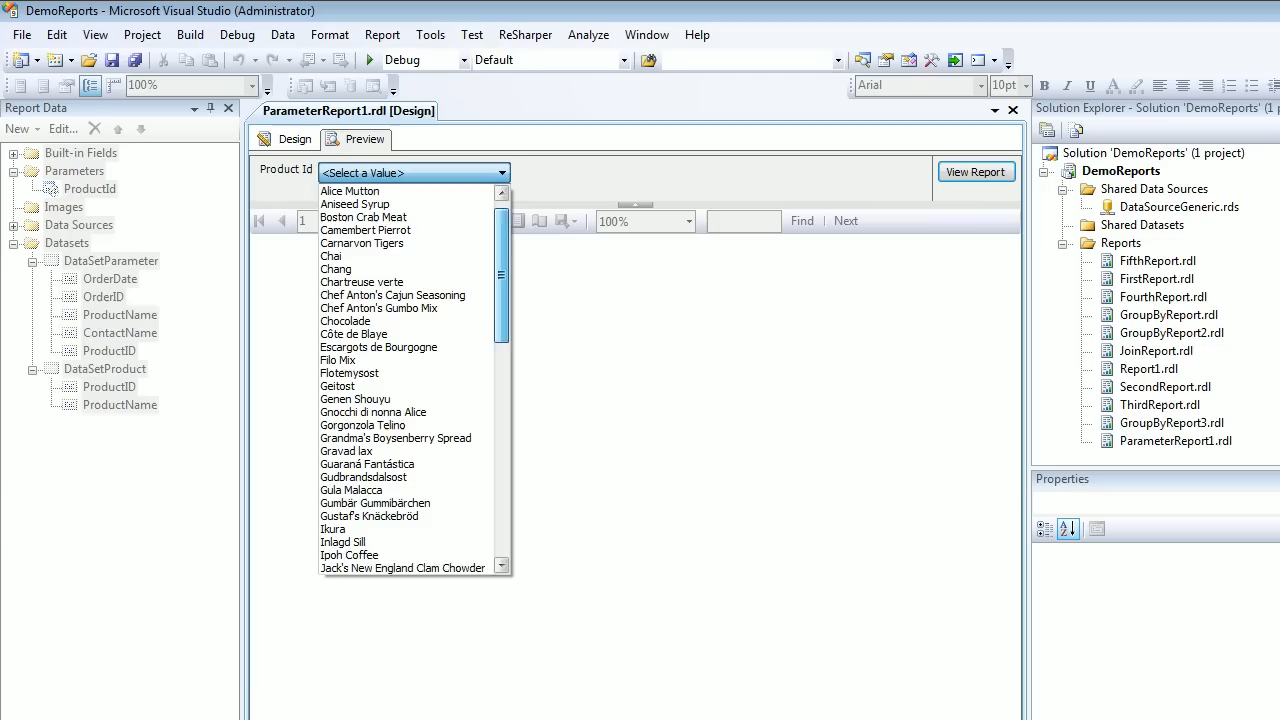 DemoReports - Microsoft Visual Studio (Administrator)
File Edit View Project Build Debug Data Format Report Tools Test ReSharper Analyze Window Help
Debug Default
100% Arial 10pt B I U A
Report Data
New Edit...
Built-in Fields
Parameters
ProductId
Images
Data Sources
Datasets
DataSetParameter
OrderDate
OrderID
ProductName
ContactName
ProductID
DataSetProduct
ProductID
ProductName
ParameterReport1.rdl [Design]
Design Preview
Product Id <Select a Value> View Report
1 100% Find Next
Alice Mutton
Aniseed Syrup
Boston Crab Meat
Camembert Pierrot
Carnarvon Tigers
Chai
Chang
Chartreuse verte
Chef Anton's Cajun Seasoning
Chef Anton's Gumbo Mix
Chocolade
Côte de Blaye
Escargots de Bourgogne
Filo Mix
Flotemysost
Geitost
Genen Shouyu
Gnocchi di nonna Alice
Gorgonzola Telino
Grandma's Boysenberry Spread
Gravad lax
Guaraná Fantástica
Gudbrandsdalsost
Gula Malacca
Gumbär Gummibärchen
Gustaf's Knäckebröd
Ikura
Inlagd Sill
Ipoh Coffee
Jack's New England Clam Chowder
Solution Explorer - Solution 'DemoReports' (1 p
Solution 'DemoReports' (1 project)
DemoReports
Shared Data Sources
DataSourceGeneric.rds
Shared Datasets
Reports
FifthReport.rdl
FirstReport.rdl
FourthReport.rdl
GroupByReport.rdl
GroupByReport2.rdl
JoinReport.rdl
Report1.rdl
SecondReport.rdl
ThirdReport.rdl
GroupByReport3.rdl
ParameterReport1.rdl
Properties